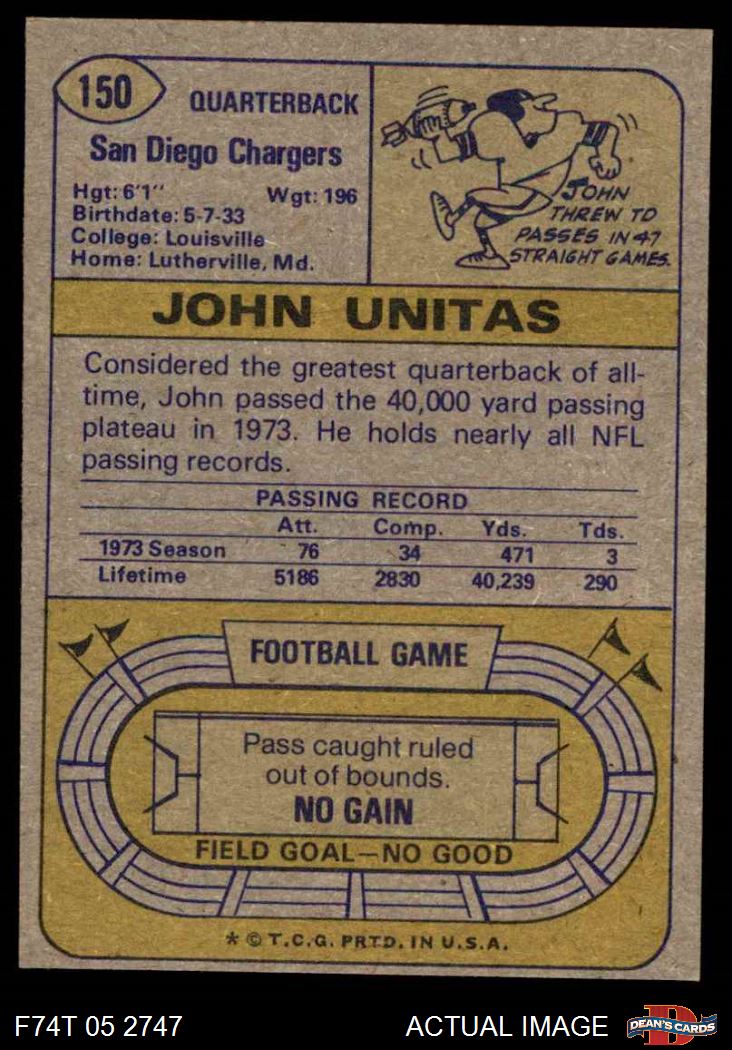 150
QUARTERBACK
San Diego Chargers
Hgt: 6'1" Wgt: 196
Birthdate: 5-7-33
College: Louisville
Home: Lutherville, Md.
JOHN
THREW TD
PASSES IN 47
STRAIGHT GAMES.
JOHN UNITAS
Considered the greatest quarterback of all-
time, John passed the 40,000 yard passing
plateau in 1973. He holds nearly all NFL
passing records.
PASSING RECORD
Att. Comp. Yds. Tds.
1973 Season 76 34 471 3
Lifetime 5186 2830 40,239 290
FOOTBALL GAME
Pass caught ruled
out of bounds.
NO GAIN
FIELD GOAL—NO GOOD
* © T.C.G. PRTD. IN U.S.A.
F74T 05 2747 ACTUAL IMAGE
D
DEAN'S CARDS